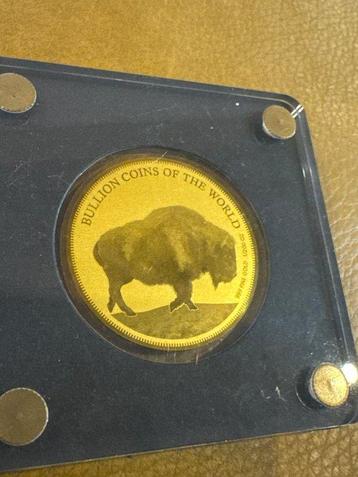 BULLION COINS OF THE WORLD